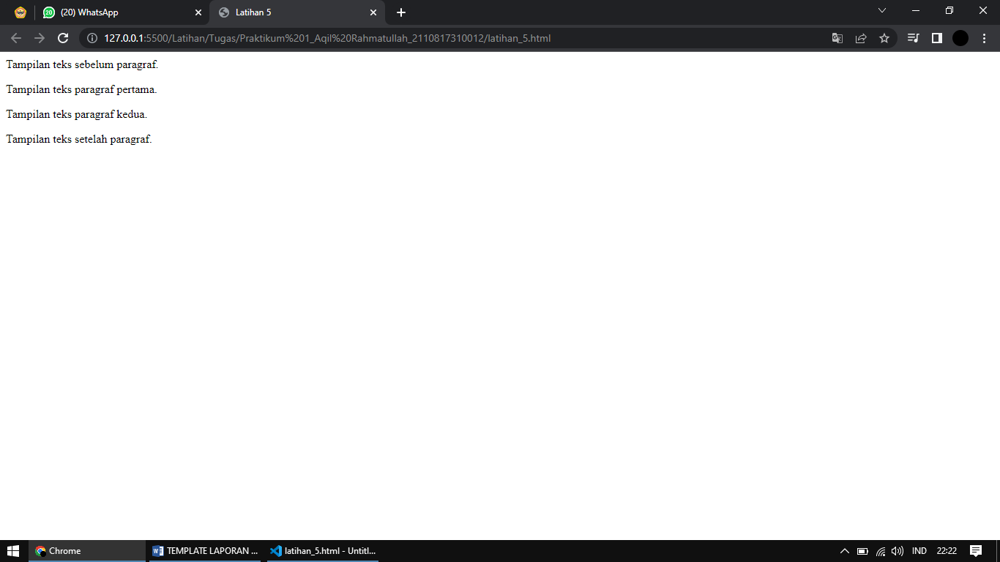 (20) WhatsApp
Latihan 5
127.0.0.1:5500/Latihan/Tugas/Praktikum%201_Aqil%20Rahmatullah_2110817310012/latihan_5.html
Tampilan teks sebelum paragraf.
Tampilan teks paragraf pertama.
Tampilan teks paragraf kedua.
Tampilan teks setelah paragraf.
Chrome
TEMPLATE LAPORAN ...
latihan_5.html - Untitl...
IND
22:22